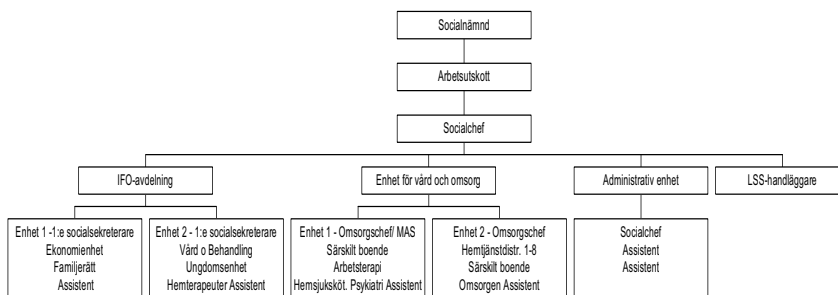 Socialnämnd
Arbetsutskott
Socialchef
IFO-avdelning
Enhet för vård och omsorg
Administrativ enhet
LSS-handläggare
Enhet 1 -1:e socialsekreterare
Ekonomienhet
Familjerätt
Assistent
Enhet 2 - 1:e socialsekreterare
Vård o Behandling
Ungdomsenhet
Hemterapeuter Assistent
Enhet 1 - Omsorgschef/ MAS
Särskilt boende
Arbetsterapi
Hemsjuksköt. Psykiatri Assistent
Enhet 2 - Omsorgschef
Hemtjänstdistr. 1-8
Särskilt boende
Omsorgen Assistent
Socialchef
Assistent
Assistent